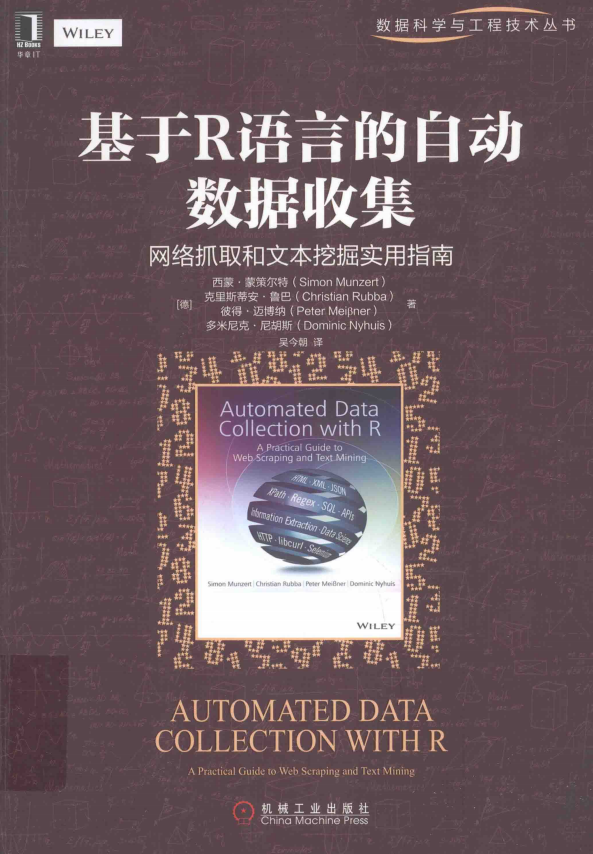 HZ Books
华章IT
WILEY
数据科学与工程技术丛书
基于R语言的自动
数据收集
网络抓取和文本挖掘实用指南
西蒙·蒙策尔特（Simon Munzert）
[德] 克里斯蒂安·鲁巴（Christian Rubba） 著
彼得·迈博纳（Peter Meißner）
多米尼克·尼胡斯（Dominic Nyhuis）
吴今朝 译
Automated Data
Collection with R
A Practical Guide to
Web Scraping and Text Mining
HTML · XML · JSON
XPath · Regex · SQL · APIs
Information Extraction · Data Science
HTTP · libcurl · Selenium
Simon Munzert | Christian Rubba | Peter Meißner | Dominic Nyhuis
WILEY
AUTOMATED DATA
COLLECTION WITH R
A Practical Guide to Web Scraping and Text Mining
机械工业出版社
China Machine Press